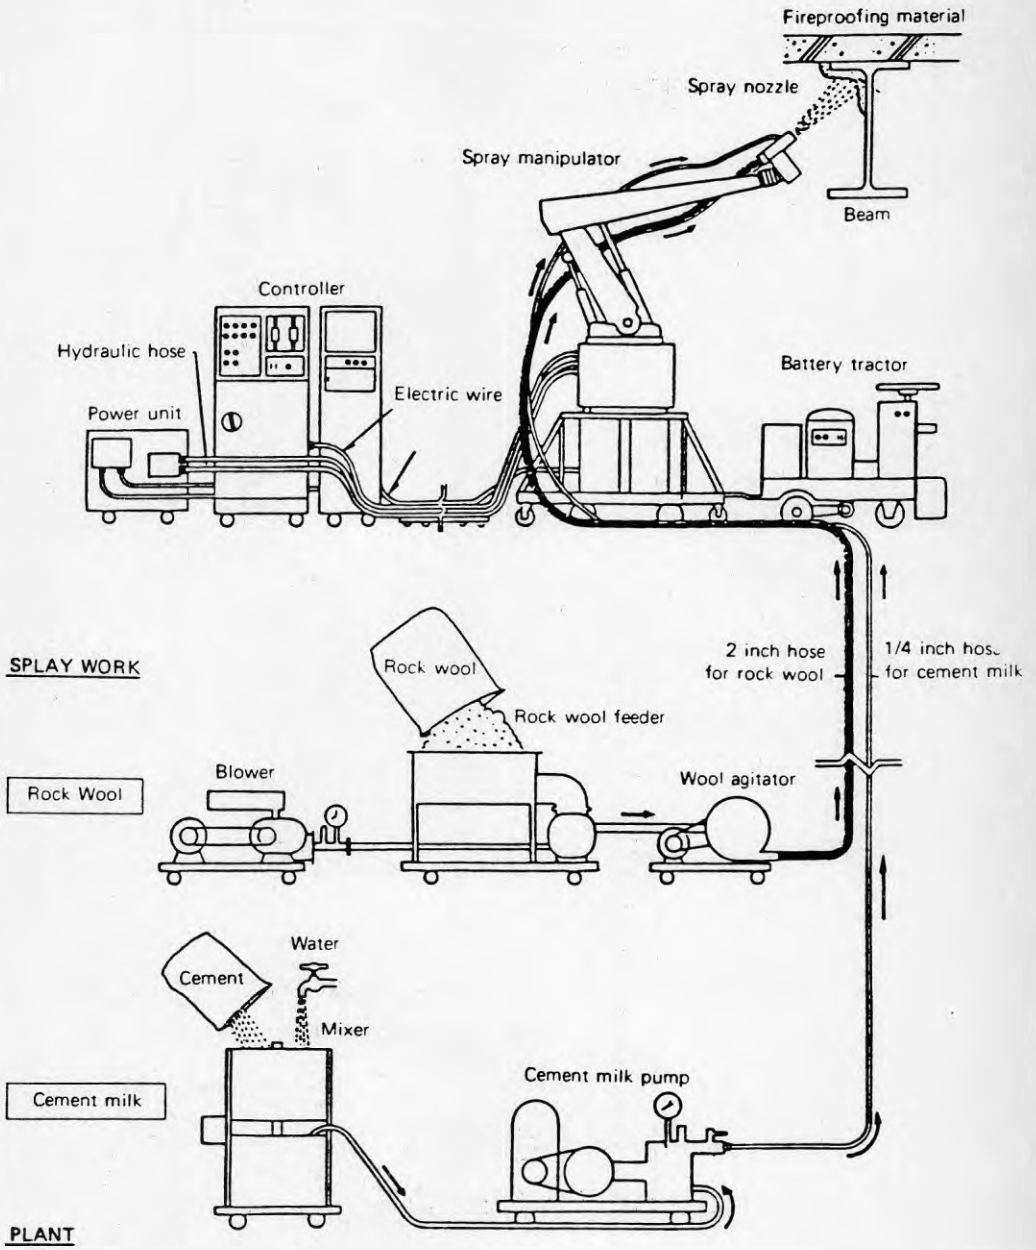 Fireproofing material
Spray nozzle
Spray manipulator
Beam
Controller
Hydraulic hose
Battery tractor
Electric wire
Power unit
SPLAY WORK
Rock wool
2 inch hose
for rock wool
1/4 inch
for cement milk
Rock wool feeder
Blower
Wool agitator
Rock Wool
Water
Cement
Mixer
Cement milk pump
Cement milk
PLANT